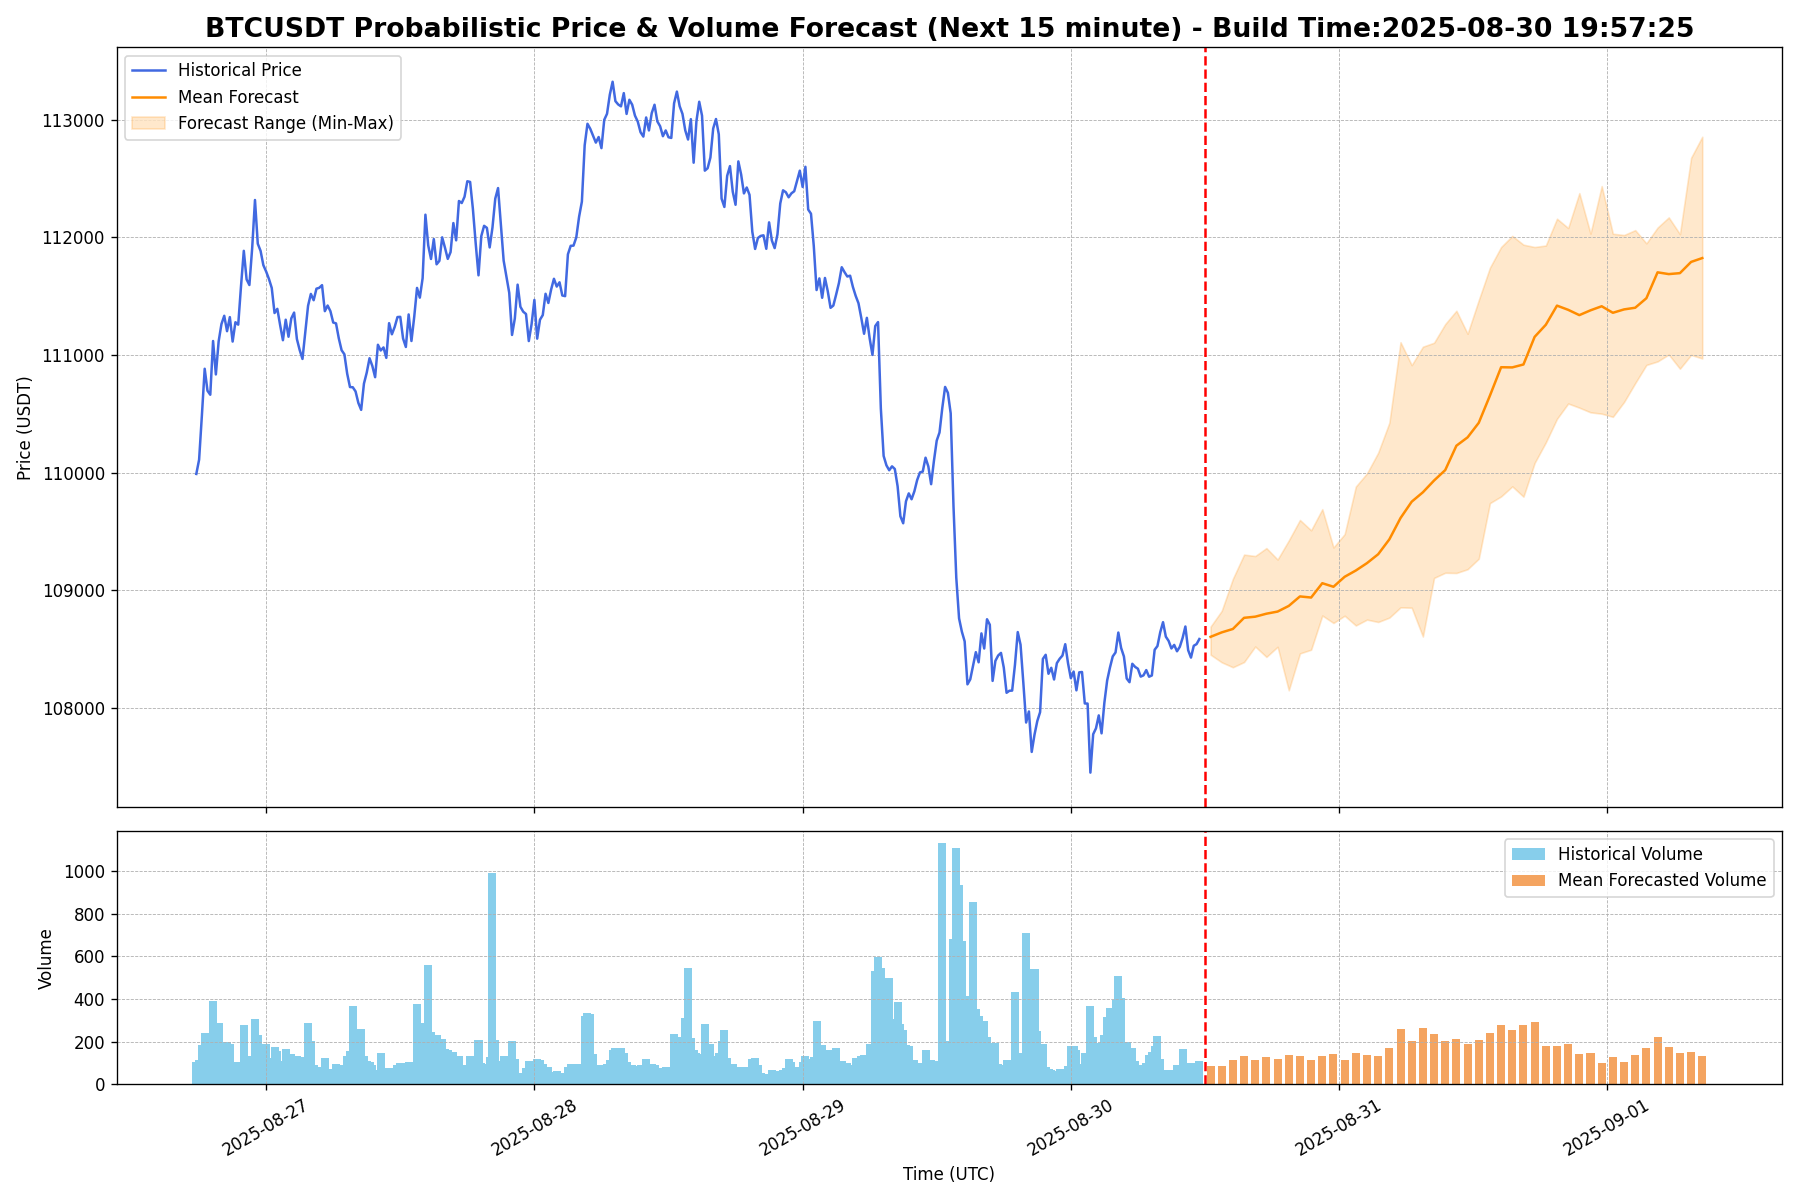 BTCUSDT Probabilistic Price & Volume Forecast (Next 15 minute) - Build Time:2025-08-30 19:57:25
Historical Price
Mean Forecast
Forecast Range (Min-Max)
Price (USDT)
113000
112000
111000
110000
109000
108000
Historical Volume
Mean Forecasted Volume
Volume
1000
800
600
400
200
0
2025-08-27
2025-08-28
2025-08-29
2025-08-30
2025-08-31
2025-09-01
Time (UTC)